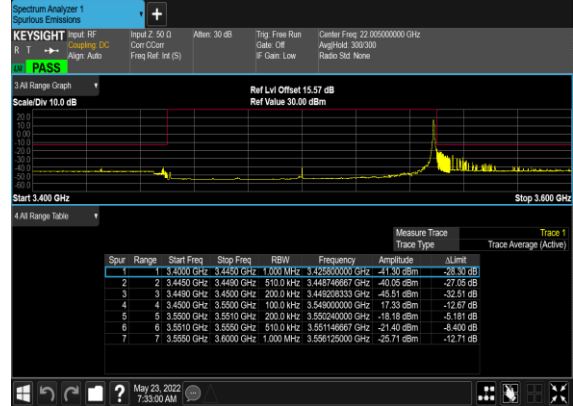 Spectrum Analyzer 1
Spurious Emissions
+
KEYSIGHT Input: RF Input Z: 50 Ω Atten: 30 dB Trig: Free Run Center Freq: 22.005000000 GHz
R T Coupling: DC Corr CCorr Gate: Off Avg|Hold: 300/300
Align: Auto Freq Ref: Int (S) IF Gain: Low Radio Std: None
PASS
3 All Range Graph
Ref Lvl Offset 15.57 dB
Scale/Div 10.0 dB Ref Value 30.00 dBm
20.0
10.0
0.00
-10.0
-20.0
-30.0
-40.0
-50.0
-60.0
Start 3.400 GHz Stop 3.600 GHz
4 All Range Table
Measure Trace Trace 1
Trace Type Trace Average (Active)
Spur Range Start Freq Stop Freq RBW Frequency Amplitude ΔLimit
1 1 3.4000 GHz 3.4450 GHz 1.000 MHz 3.425800000 GHz -41.30 dBm -28.30 dB
2 2 3.4450 GHz 3.4490 GHz 510.0 kHz 3.448746667 GHz -40.05 dBm -27.05 dB
3 3 3.4490 GHz 3.4500 GHz 200.0 kHz 3.449208333 GHz -45.51 dBm -32.51 dB
4 4 3.4500 GHz 3.5500 GHz 100.0 kHz 3.549000000 GHz 17.33 dBm -12.67 dB
5 5 3.5500 GHz 3.5510 GHz 200.0 kHz 3.550240000 GHz -18.18 dBm -5.181 dB
6 6 3.5510 GHz 3.5550 GHz 510.0 kHz 3.551146667 GHz -21.40 dBm -8.400 dB
7 7 3.5550 GHz 3.6000 GHz 1.000 MHz 3.556125000 GHz -25.71 dBm -12.71 dB
? May 23, 2022
7:33:00 AM